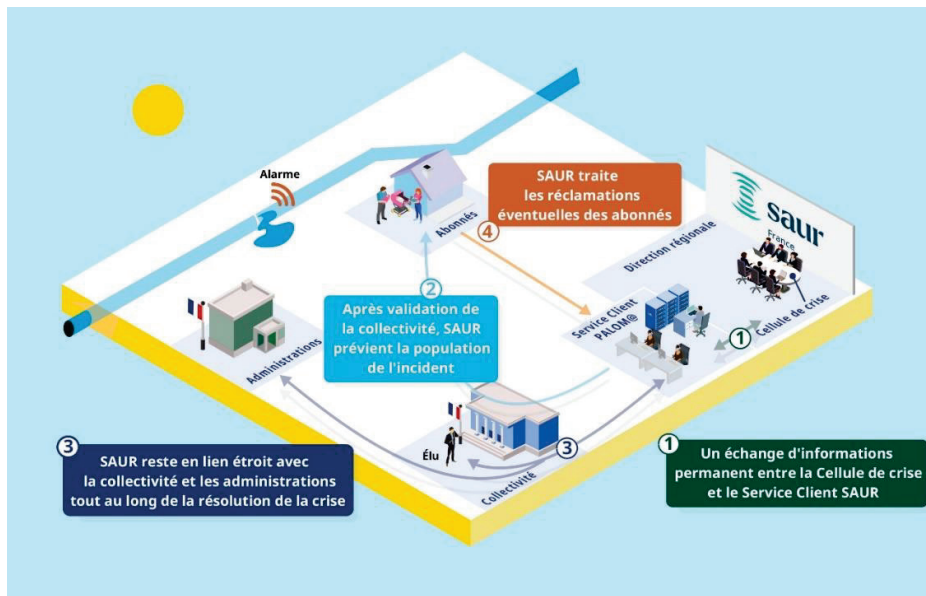 Alarme
Abonnés
4
SAUR traite
les réclamations
éventuelles des abonnés
saur
France
Direction régionale
Cellule de crise
Service Client
PALOM@
1
2
Après validation de
la collectivité, SAUR
prévient la population
de l'incident
Administrations
Élu
Collectivité
3
3
SAUR reste en lien étroit avec
la collectivité et les administrations
tout au long de la résolution de la crise
1
Un échange d'informations
permanent entre la Cellule de crise
et le Service Client SAUR